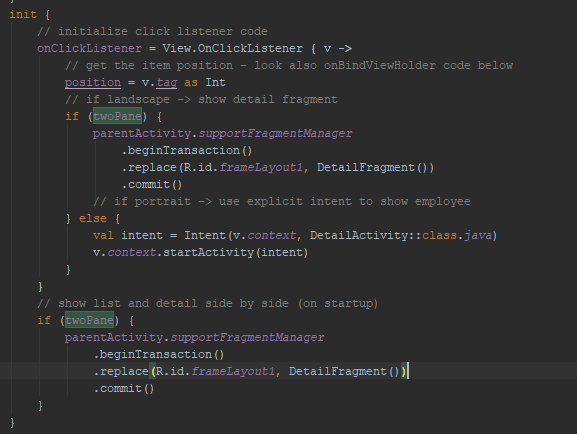 init {
// initialize click listener code
onClickListener = View.OnClickListener { v ->
// get the item position - look also onBindViewHolder code below
position = v.tag as Int
// if landscape -> show detail fragment
if (twoPane) {
parentActivity.supportFragmentManager
.beginTransaction()
.replace(R.id.frameLayout1, DetailFragment())
.commit()
// if portrait -> use explicit intent to show employee
} else {
val intent = Intent(v.context, DetailActivity::class.java)
v.context.startActivity(intent)
}
}
// show list and detail side by side (on startup)
if (twoPane) {
parentActivity.supportFragmentManager
.beginTransaction()
.replace(R.id.frameLayout1, DetailFragment())
.commit()
}
}